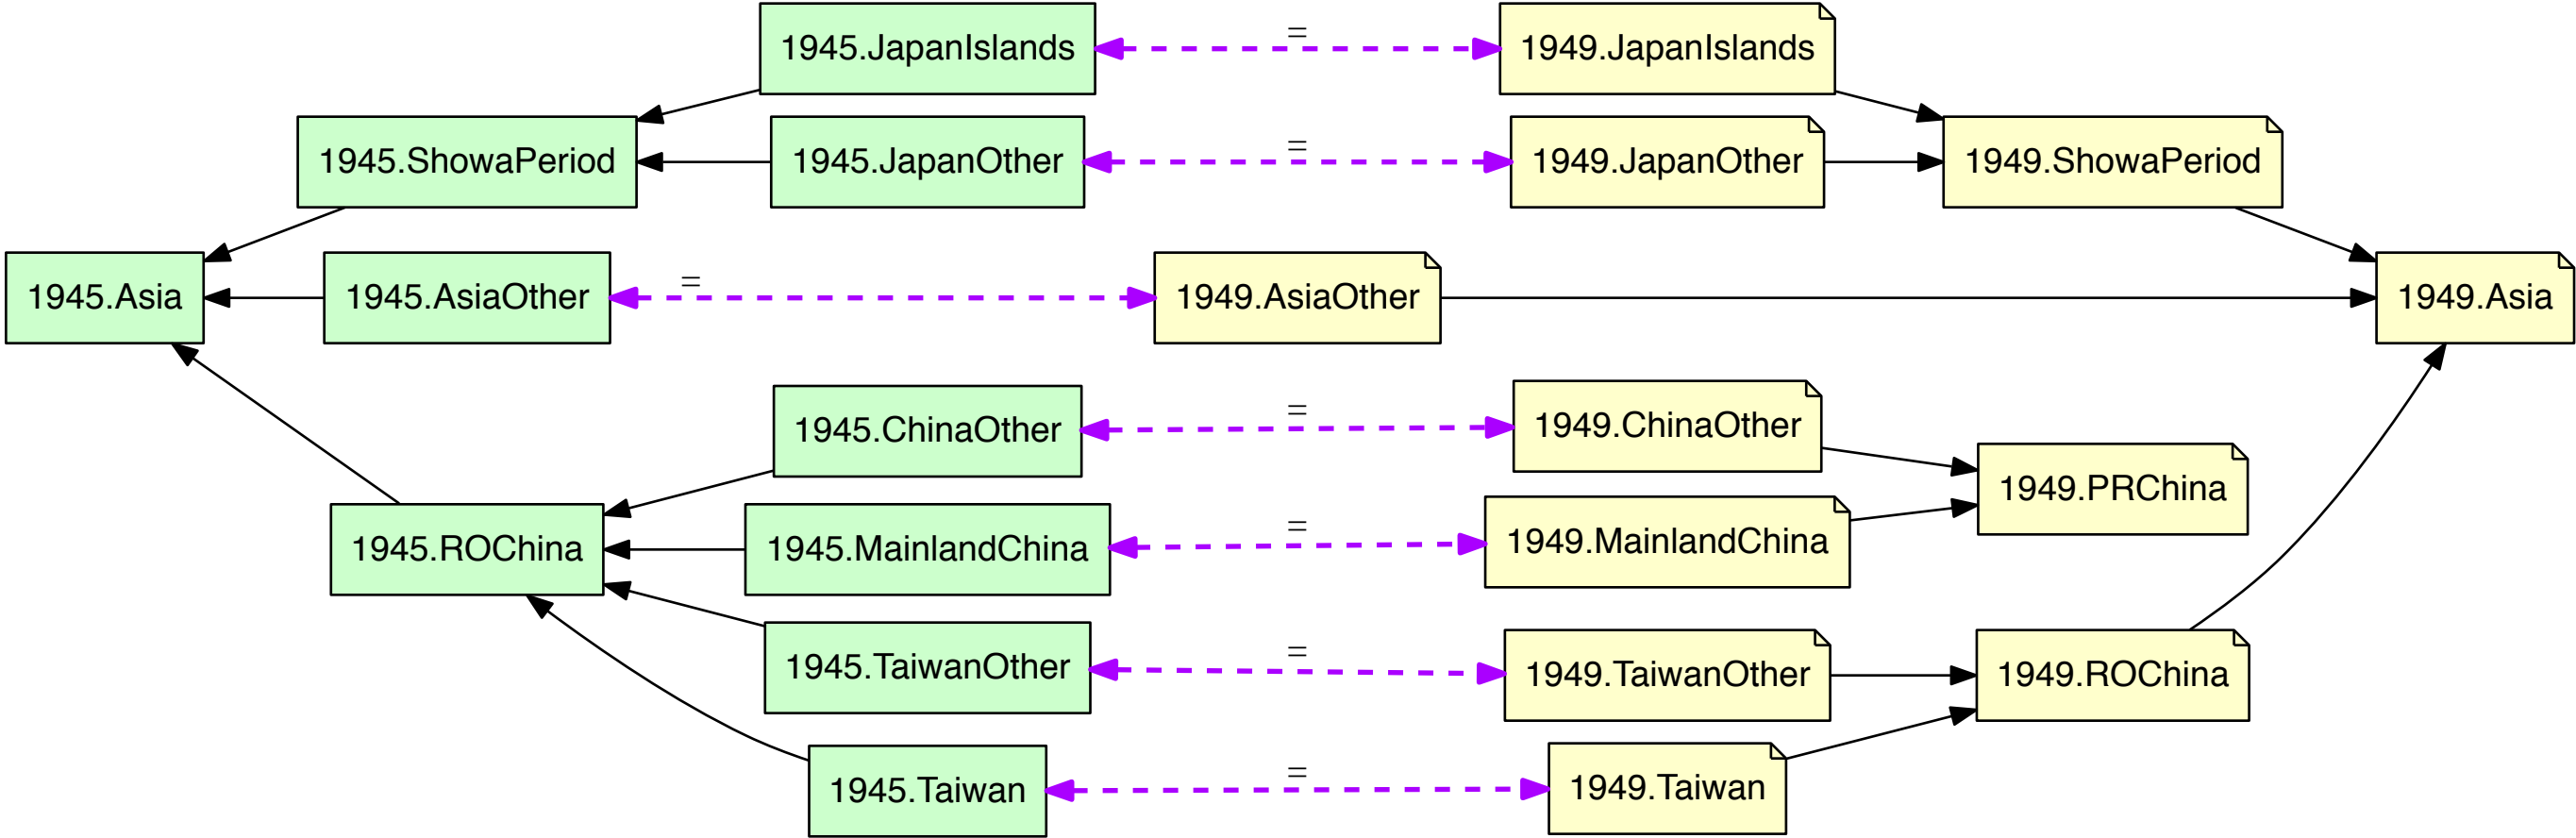 1945.JapanIslands
=
1949.JapanIslands
1945.ShowaPeriod
1945.JapanOther
=
1949.JapanOther
1949.ShowaPeriod
1945.Asia
1945.AsiaOther
=
1949.AsiaOther
1949.Asia
1945.ChinaOther
=
1949.ChinaOther
1949.PRChina
1945.ROChina
1945.MainlandChina
=
1949.MainlandChina
1945.TaiwanOther
=
1949.TaiwanOther
1949.ROChina
1945.Taiwan
=
1949.Taiwan